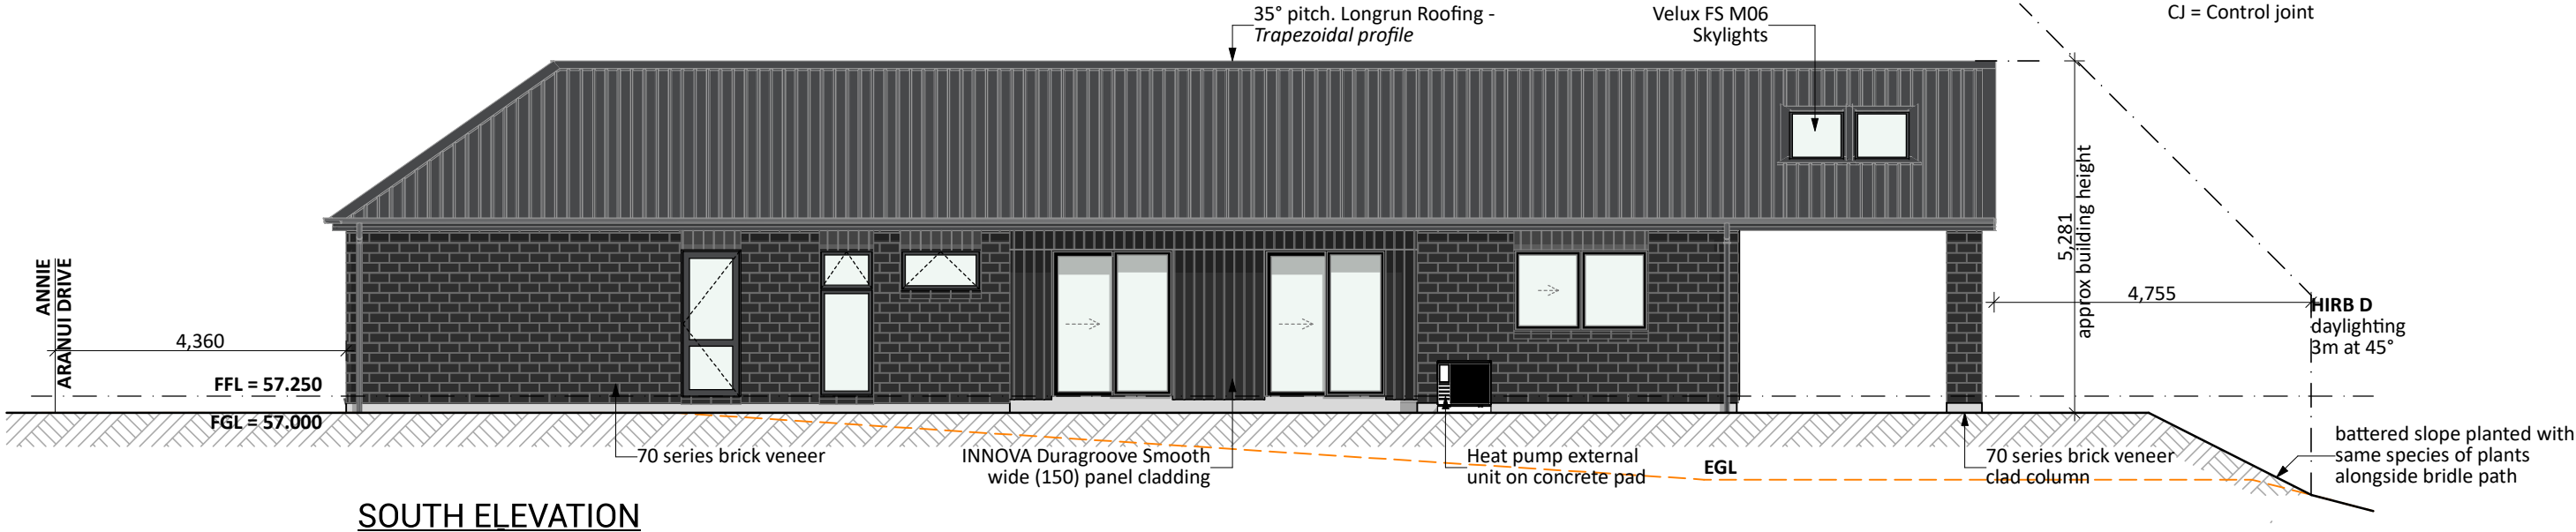 35° pitch. Longrun Roofing -
Trapezoidal profile
Velux FS M06
Skylights
CJ = Control joint
ANNIE
ARANUI DRIVE
4,360
FFL = 57.250
FGL = 57.000
5,281
approx building height
4,755
HIRB D
daylighting
3m at 45°
70 series brick veneer
INNOVA Duragroove Smooth
wide (150) panel cladding
Heat pump external
unit on concrete pad
EGL
70 series brick veneer
clad column
battered slope planted with
same species of plants
alongside bridle path
SOUTH ELEVATION